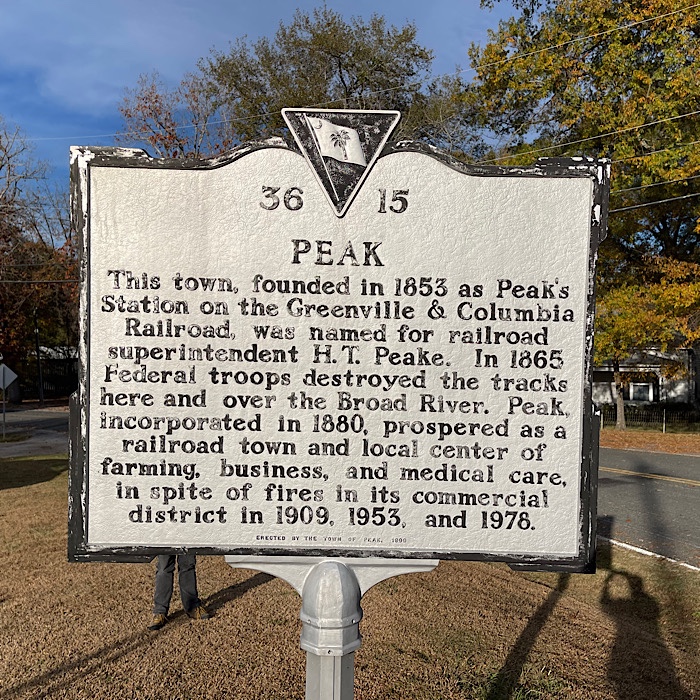 36 15
PEAK
This town, founded in 1853 as Peak's
Station on the Greenville & Columbia
Railroad, was named for railroad
superintendent H.T. Peake. In 1865
Federal troops destroyed the tracks
here and over the Broad River. Peak,
incorporated in 1880, prospered as a
railroad town and local center of
farming, business, and medical care,
in spite of fires in its commercial
district in 1909, 1953, and 1978.
ERECTED BY THE TOWN OF PEAK,